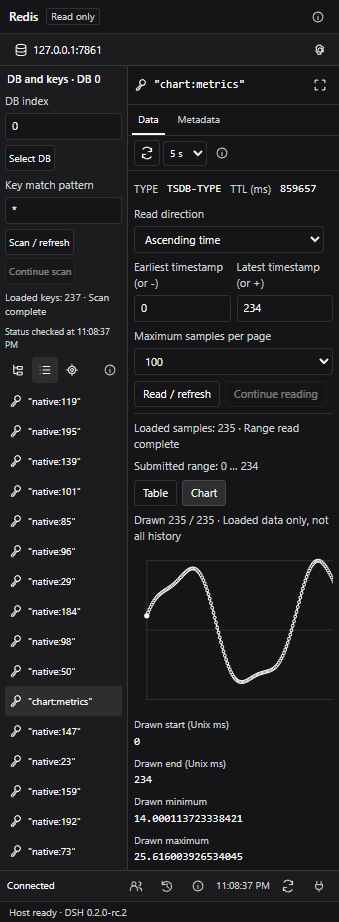 Redis Read only
127.0.0.1:7861
DB and keys · DB 0
DB index
0
Select DB
Key match pattern
*
Scan / refresh
Continue scan
Loaded keys: 237 · Scan
complete
Status checked at 11:08:37
PM
"native:119"
"native:195"
"native:139"
"native:101"
"native:85"
"native:96"
"native:29"
"native:184"
"native:98"
"native:50"
"chart:metrics"
"native:147"
"native:23"
"native:159"
"native:192"
"native:73"
"chart:metrics"
Data Metadata
5 s
TYPE TSDB-TYPE TTL (ms) 859657
Read direction
Ascending time
Earliest timestamp
(or -)
Latest timestamp
(or +)
0
234
Maximum samples per page
100
Read / refresh Continue reading
Loaded samples: 235 · Range read
complete
Submitted range: 0 ... 234
Table Chart
Drawn 235 / 235 · Loaded data only, not
all history
Drawn start (Unix ms)
0
Drawn end (Unix ms)
234
Drawn minimum
14.000113723338421
Drawn maximum
25.616003926534045
Connected 11:08:37 PM
Host ready · DSH 0.2.0-rc.2